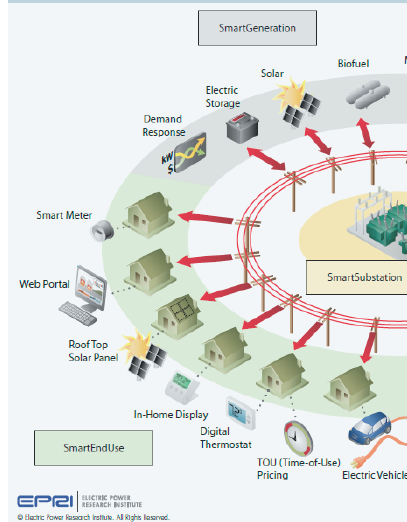 SmartGeneration
Solar
Biofuel
Electric
Storage
Demand
Response
kW
$
Smart Meter
SmartSubstation
Web Portal
Roof Top
Solar Panel
In-Home Display
Digital
Thermostat
SmartEndUse
TOU (Time-of-Use)
Pricing
Electric Vehicle
EPRI
ELECTRIC POWER
RESEARCH INSTITUTE
© Electric Power Research Institute. All Rights Reserved.